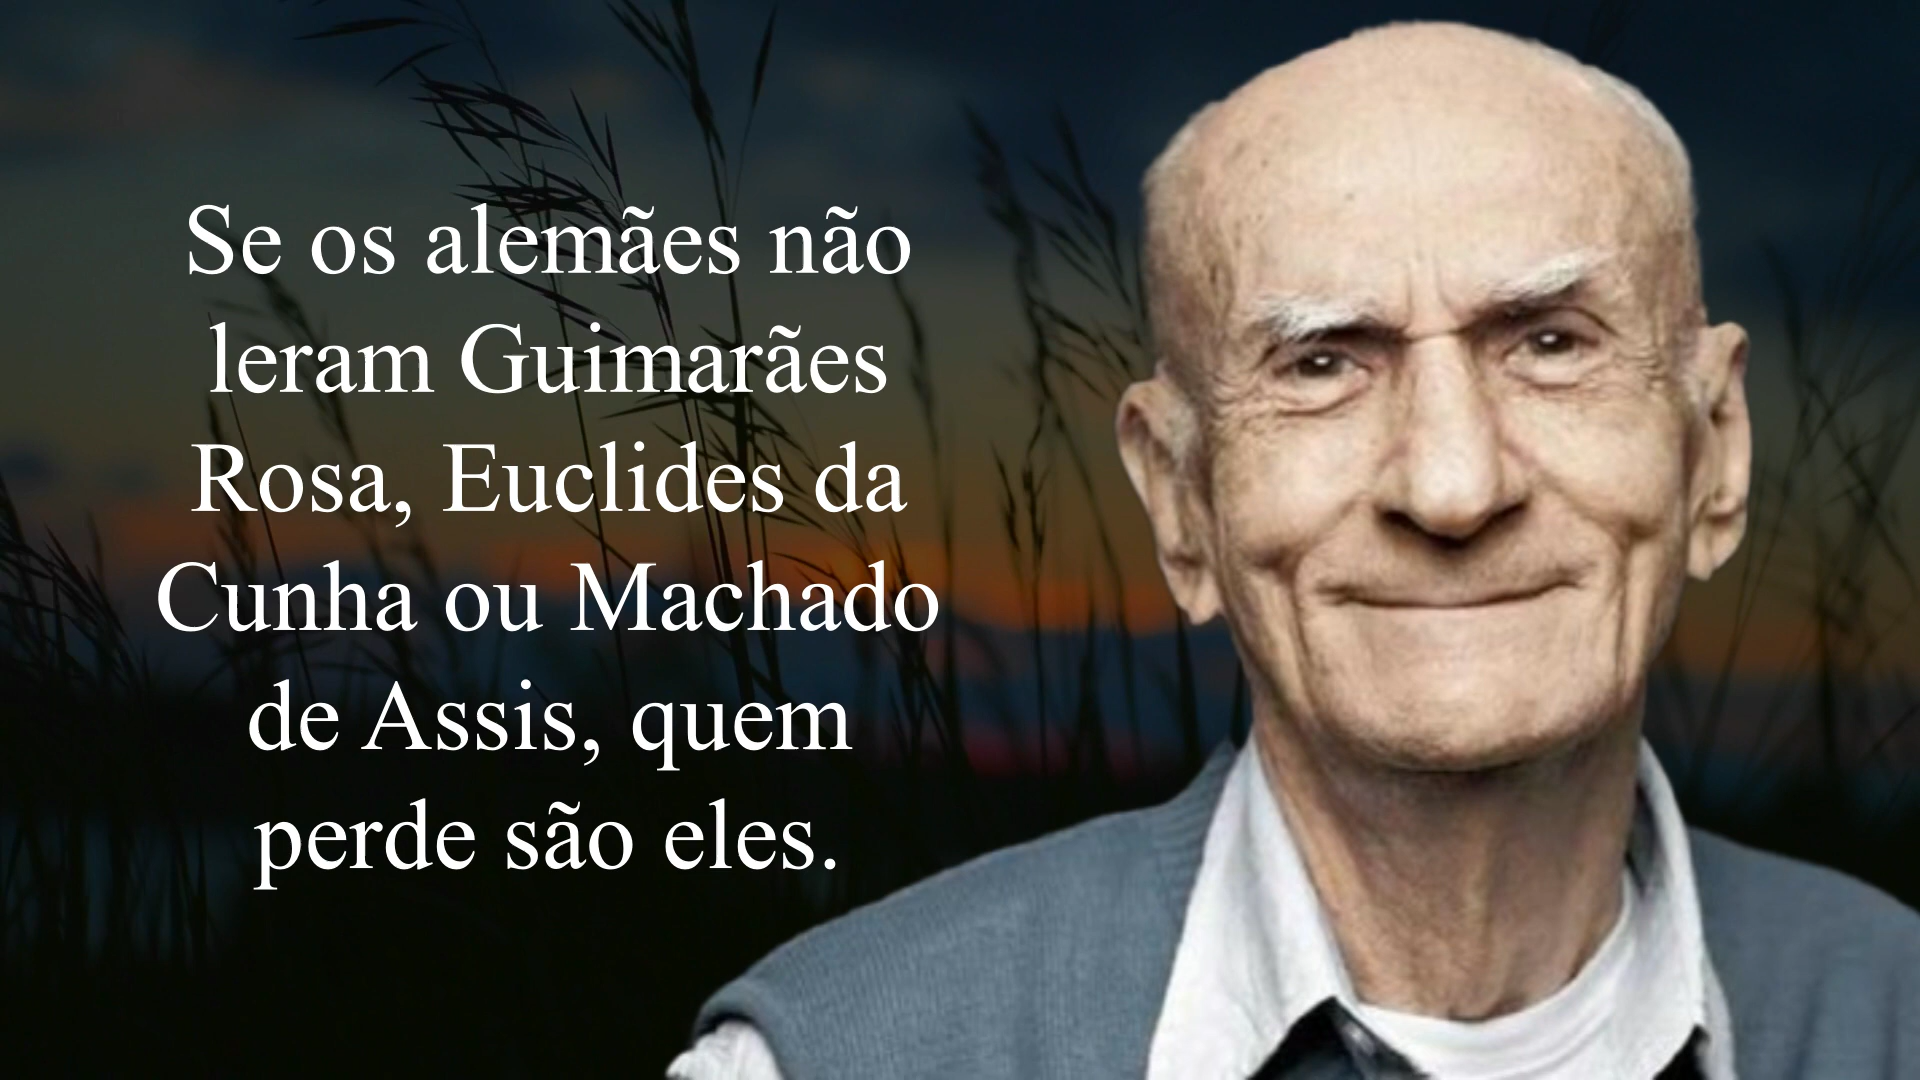 Se os alemães não
leram Guimarães
Rosa, Euclides da
Cunha ou Machado
de Assis, quem
perde são eles.